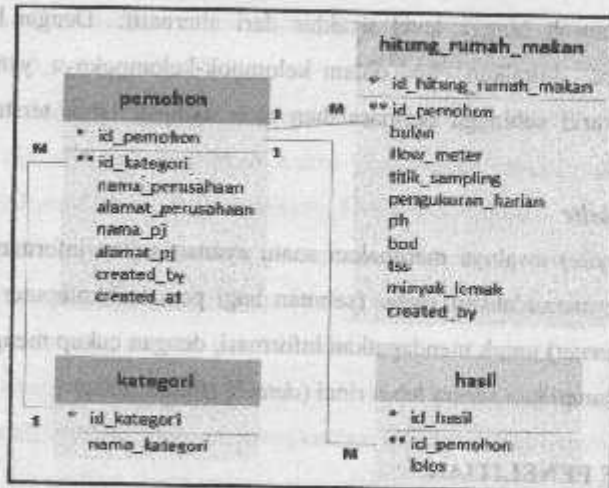 pemohon
* id_pemohon
** id_kategori
nama_perusahaan
alamat_perusahaan
nama_pj
alamat_pj
created_by
created_at
hitung_rumah_makan
* id_hitung_rumah_makan
** id_pemohon
bulan
flow_meter
titik_sampling
pengukuran_harian
ph
bod
tss
minyak_lemak
created_by
kategori
* id_kategori
nama_kategori
hasil
* id_hasil
** id_pemohon
lolos
1
M
1
M
1
M